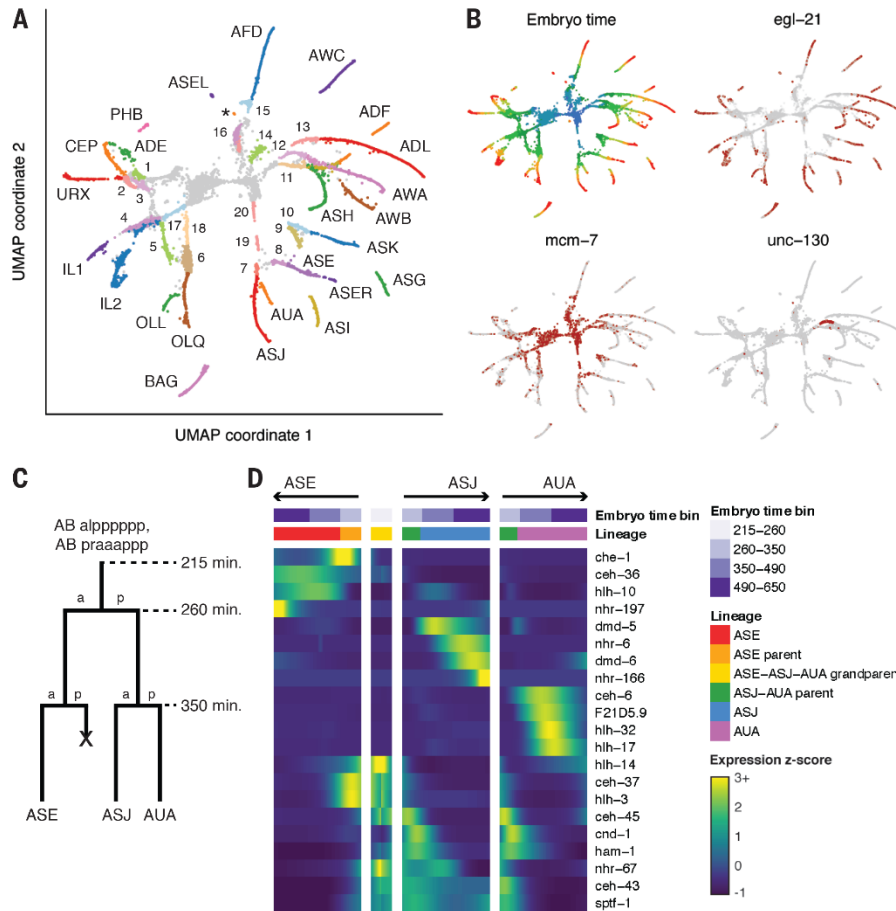 A
AFD
AWC
ASEL
*
15
PHB
16
14
13
ADF
CEP
ADE
12
ADL
1
URX
2
3
11
AWA
ASH
AWB
4
17
18
20
10
9
ASK
5
6
19
8
IL1
7
ASE
ASG
IL2
ASER
OLL
AUA
ASI
OLQ
ASJ
BAG
UMAP coordinate 2
UMAP coordinate 1
B
Embryo time
egl-21
mcm-7
unc-130
C
AB alpppppp,
AB praaappp
215 min.
a p
260 min.
a p a p
350 min.
X
ASE ASJ AUA
D
ASE ASJ AUA
Embryo time bin
Lineage
che-1
ceh-36
hlh-10
nhr-197
dmd-5
nhr-6
dmd-6
nhr-166
ceh-6
F21D5.9
hlh-32
hlh-17
hlh-14
ceh-37
hlh-3
ceh-45
cnd-1
ham-1
nhr-67
ceh-43
sptf-1
Embryo time bin
215-260
260-350
350-490
490-650
Lineage
ASE
ASE parent
ASE-ASJ-AUA grandparent
ASJ-AUA parent
ASJ
AUA
Expression z-score
3+
2
1
0
-1